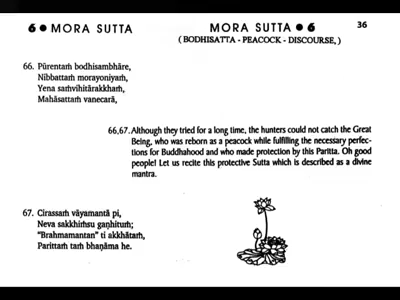 6 ● MORA SUTTA
MORA SUTTA ● 6
36
( BODHISATTA - PEACOCK - DISCOURSE, )
66. Pūrentaṁ bodhisambhāre,
Nibbattaṁ morayoniyaṁ,
Yena saṁvihitārakkhaṁ,
Mahāsattaṁ vanecarā,
66,67. Although they tried for a long time, the hunters could not catch the Great
Being, who was reborn as a peacock while fulfilling the necessary perfec-
tions for Buddhahood and who made protection by this Paritta. Oh good
people! Let us recite this protective Sutta which is described as a divine
mantra.
67. Cirassaṁ vāyamantā pi,
Neva sakkhiṁsu gaṇhituṁ;
"Brahmamantan" ti akkhātaṁ,
Parittaṁ taṁ bhaṇāma he.